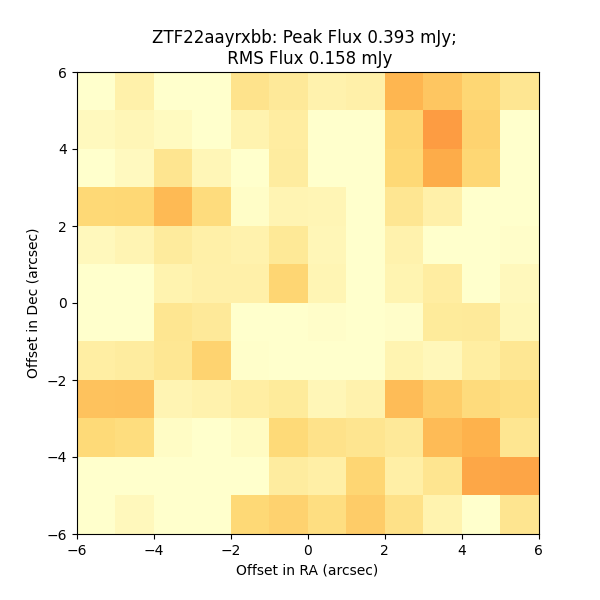 ZTF22aayrxbb: Peak Flux 0.393 mJy;
RMS Flux 0.158 mJy
6
4
2
0
−2
−4
−6
Offset in Dec (arcsec)
−6 −4 −2 0 2 4 6
Offset in RA (arcsec)